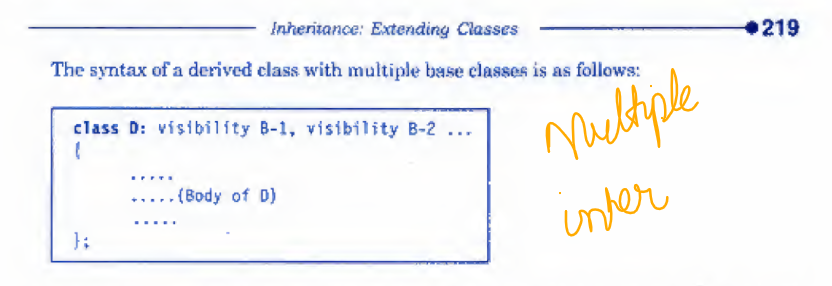 Inheritance: Extending Classes 219
The syntax of a derived class with multiple base classes is as follows:
class D: visibility B-1, visibility B-2 ...
{
.....
.....(Body of D)
.....
};
Multiple
inter